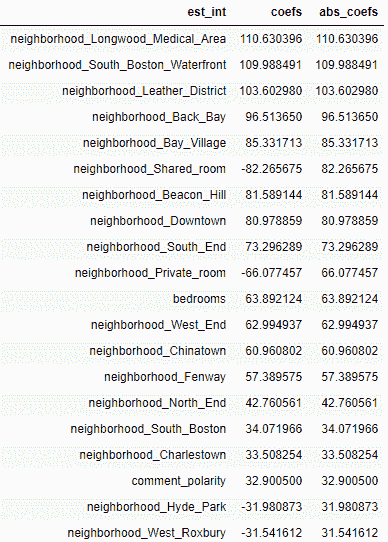 est_int coefs abs_coefs
neighborhood_Longwood_Medical_Area 110.630396 110.630396
neighborhood_South_Boston_Waterfront 109.988491 109.988491
neighborhood_Leather_District 103.602980 103.602980
neighborhood_Back_Bay 96.513650 96.513650
neighborhood_Bay_Village 85.331713 85.331713
neighborhood_Shared_room -82.265675 82.265675
neighborhood_Beacon_Hill 81.589144 81.589144
neighborhood_Downtown 80.978859 80.978859
neighborhood_South_End 73.296289 73.296289
neighborhood_Private_room -66.077457 66.077457
bedrooms 63.892124 63.892124
neighborhood_West_End 62.994937 62.994937
neighborhood_Chinatown 60.960802 60.960802
neighborhood_Fenway 57.389575 57.389575
neighborhood_North_End 42.760561 42.760561
neighborhood_South_Boston 34.071966 34.071966
neighborhood_Charlestown 33.508254 33.508254
comment_polarity 32.900500 32.900500
neighborhood_Hyde_Park -31.980873 31.980873
neighborhood_West_Roxbury -31.541612 31.541612